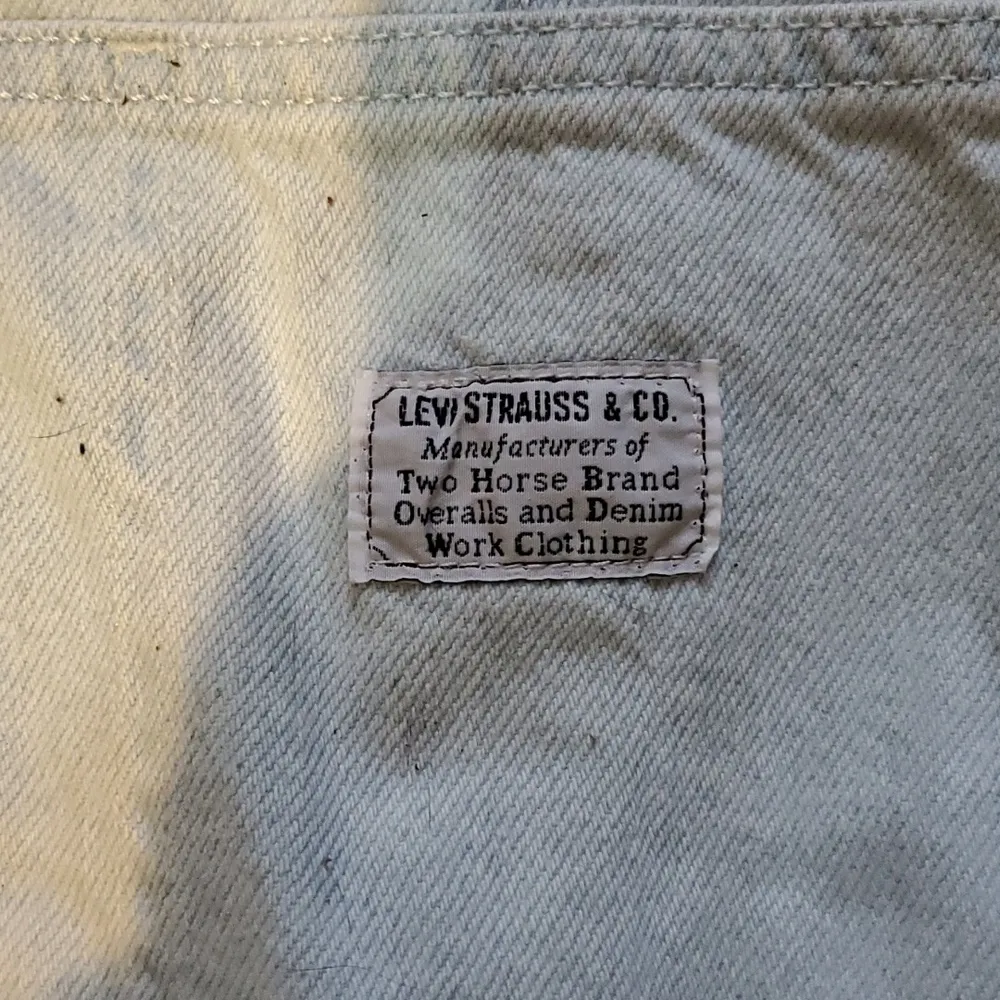 LEVI STRAUSS & CO.
Manufacturers of
Two Horse Brand
Overalls and Denim
Work Clothing